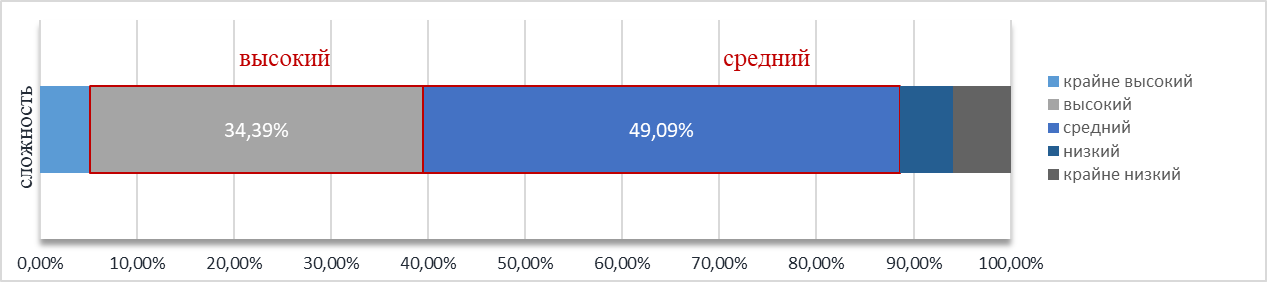 высокий
средний
сложность
34,39%
49,09%
крайне высокий
высокий
средний
низкий
крайне низкий
0,00%
10,00%
20,00%
30,00%
40,00%
50,00%
60,00%
70,00%
80,00%
90,00%
100,00%